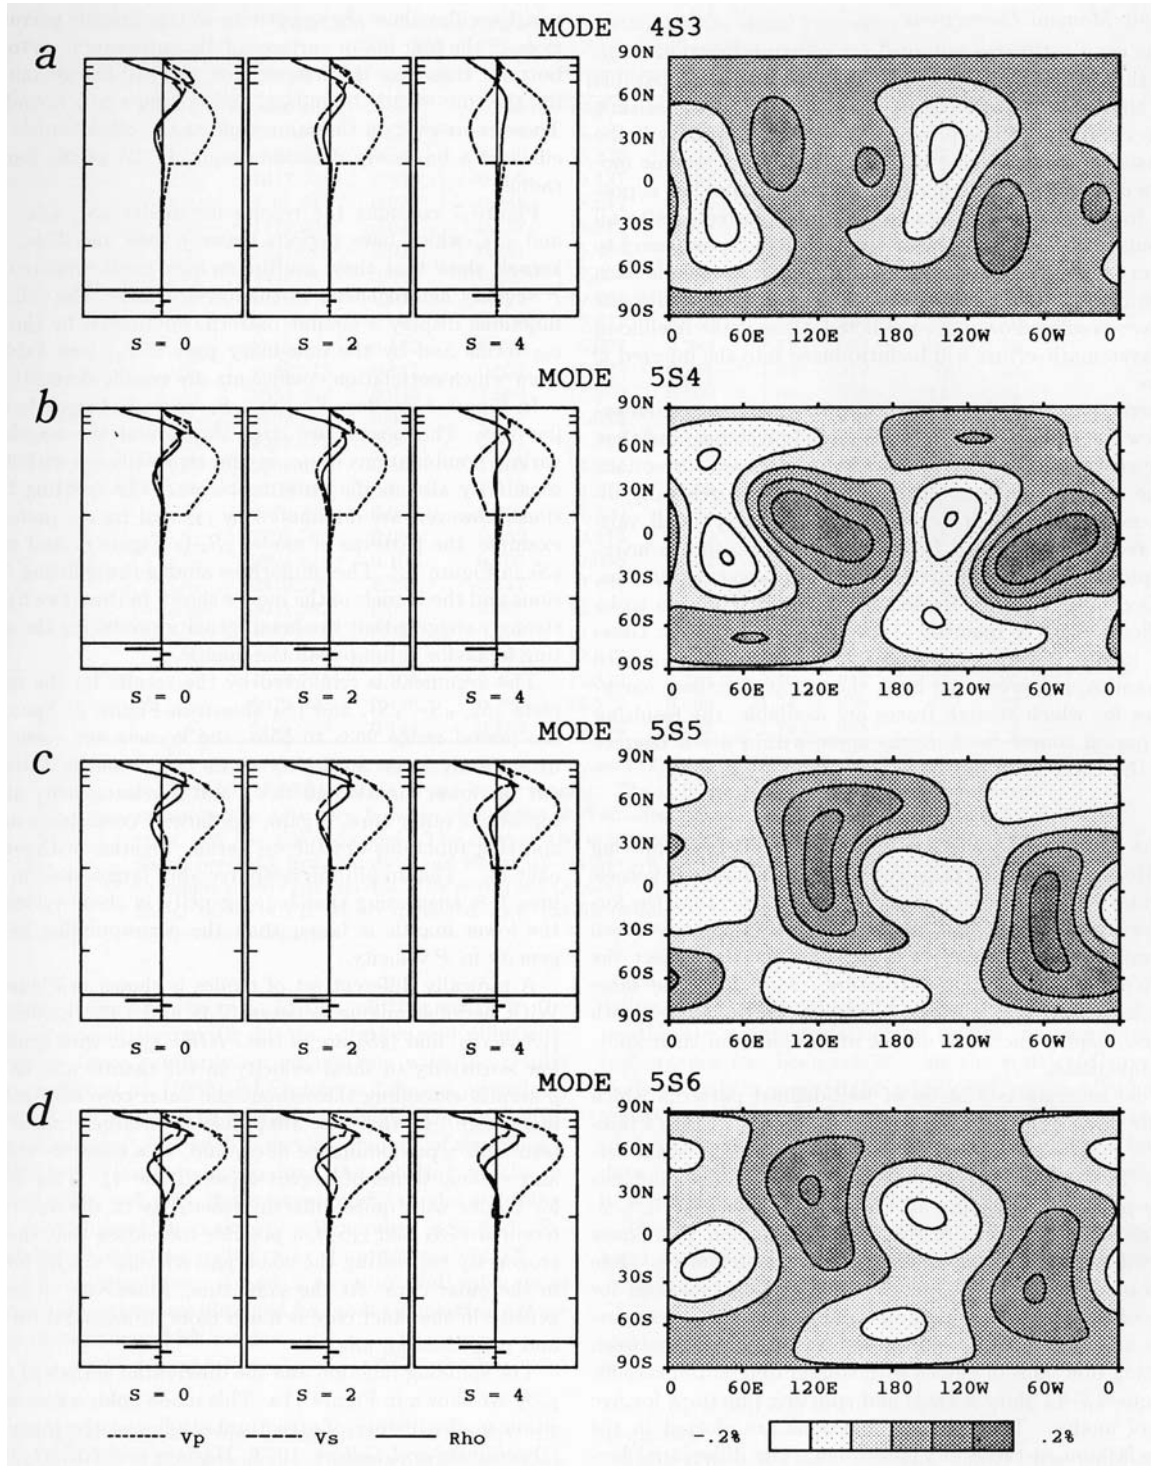 MODE 4S3
a
90N
60N
30N
0
30S
60S
90S
S = 0 S = 2 S = 4
0 60E 120E 180 120W 60W 0
MODE 5S4
b
90N
60N
30N
0
30S
60S
90S
S = 0 S = 2 S = 4
0 60E 120E 180 120W 60W 0
MODE 5S5
c
90N
60N
30N
0
30S
60S
90S
S = 0 S = 2 S = 4
0 60E 120E 180 120W 60W 0
MODE 5S6
d
90N
60N
30N
0
30S
60S
90S
S = 0 S = 2 S = 4
0 60E 120E 180 120W 60W 0
Vp Vs Rho
-.2% .2%